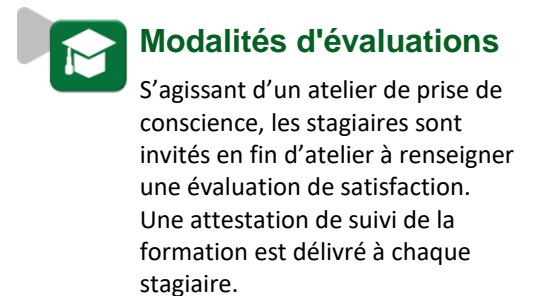 Modalités d'évaluations
S’agissant d’un atelier de prise de
conscience, les stagiaires sont
invités en fin d’atelier à renseigner
une évaluation de satisfaction.
Une attestation de suivi de la
formation est délivré à chaque
stagiaire.